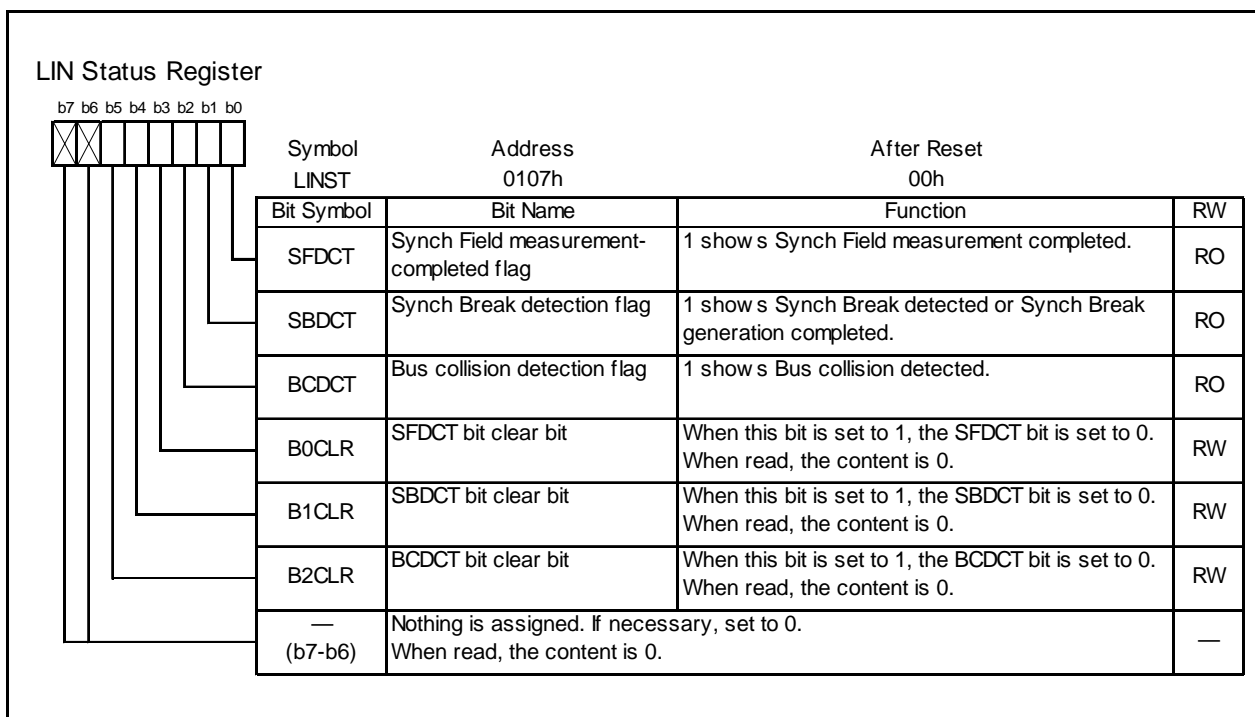 LIN Status Register
b7 b6 b5 b4 b3 b2 b1 b0
Symbol Address After Reset
LINST 0107h 00h
Bit Symbol Bit Name Function RW
SFDCT Synch Field measurement- 1 shows Synch Field measurement completed. RO
completed flag
SBDCT Synch Break detection flag 1 shows Synch Break detected or Synch Break RO
generation completed.
BCDCT Bus collision detection flag 1 shows Bus collision detected. RO
B0CLR SFDCT bit clear bit When this bit is set to 1, the SFDCT bit is set to 0. RW
When read, the content is 0.
B1CLR SBDCT bit clear bit When this bit is set to 1, the SBDCT bit is set to 0. RW
When read, the content is 0.
B2CLR BCDCT bit clear bit When this bit is set to 1, the BCDCT bit is set to 0. RW
When read, the content is 0.
— Nothing is assigned. If necessary, set to 0. —
(b7-b6) When read, the content is 0.